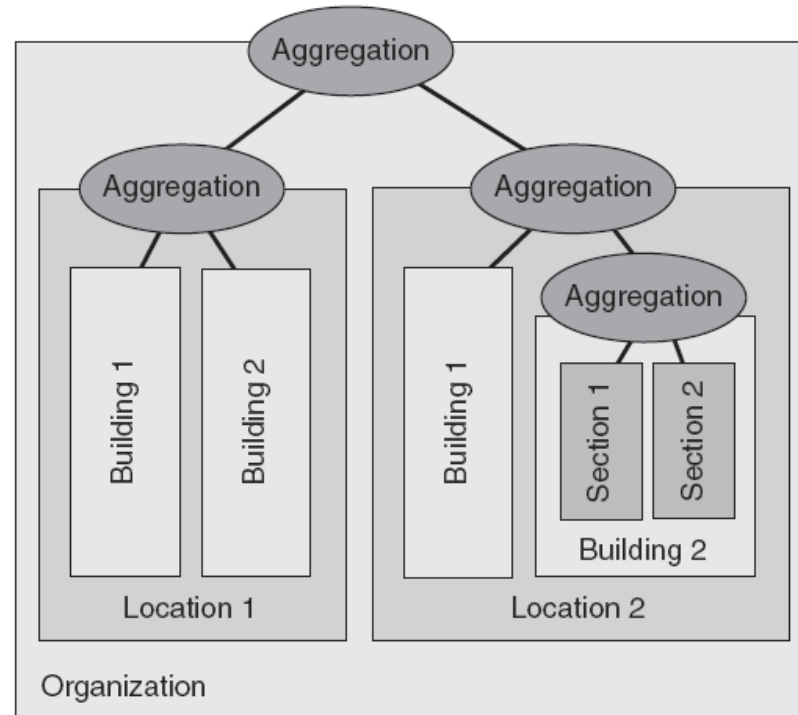 Aggregation
Aggregation
Aggregation
Aggregation
Building 1
Building 2
Building 1
Section 1
Section 2
Building 2
Location 1
Location 2
Organization